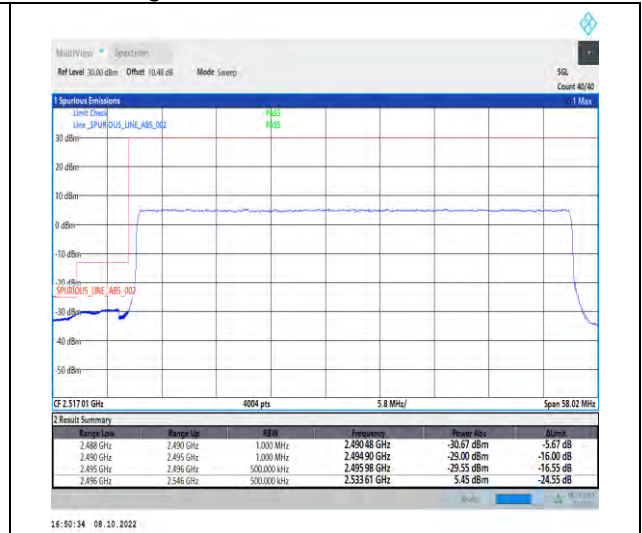 MultiView Spectrum
Ref Level 30.00 dBm Offset 10.48 dB Mode Sweep SGL
Count 40/40
1 Spurious Emissions 1 Max
Limit Check PASS
Line _SPURIOUS_LINE_ABS_002 PASS
30 dBm
20 dBm
10 dBm
0 dBm
-10 dBm
-20 dBm
SPURIOUS_LINE_ABS_002
-30 dBm
-40 dBm
-50 dBm
CF 2.517 01 GHz 4004 pts 5.8 MHz/ Span 58.02 MHz
2 Result Summary
Range Low Range Up RBW Frequency Power Abs ΔLimit
2.488 GHz 2.490 GHz 1.000 MHz 2.490 48 GHz -30.67 dBm -5.67 dB
2.490 GHz 2.495 GHz 1.000 MHz 2.494 90 GHz -29.00 dBm -16.00 dB
2.495 GHz 2.496 GHz 500.000 kHz 2.495 98 GHz -29.55 dBm -16.55 dB
2.496 GHz 2.546 GHz 500.000 kHz 2.533 61 GHz 5.45 dBm -24.55 dB
Ready
16:50:34 08.10.2022